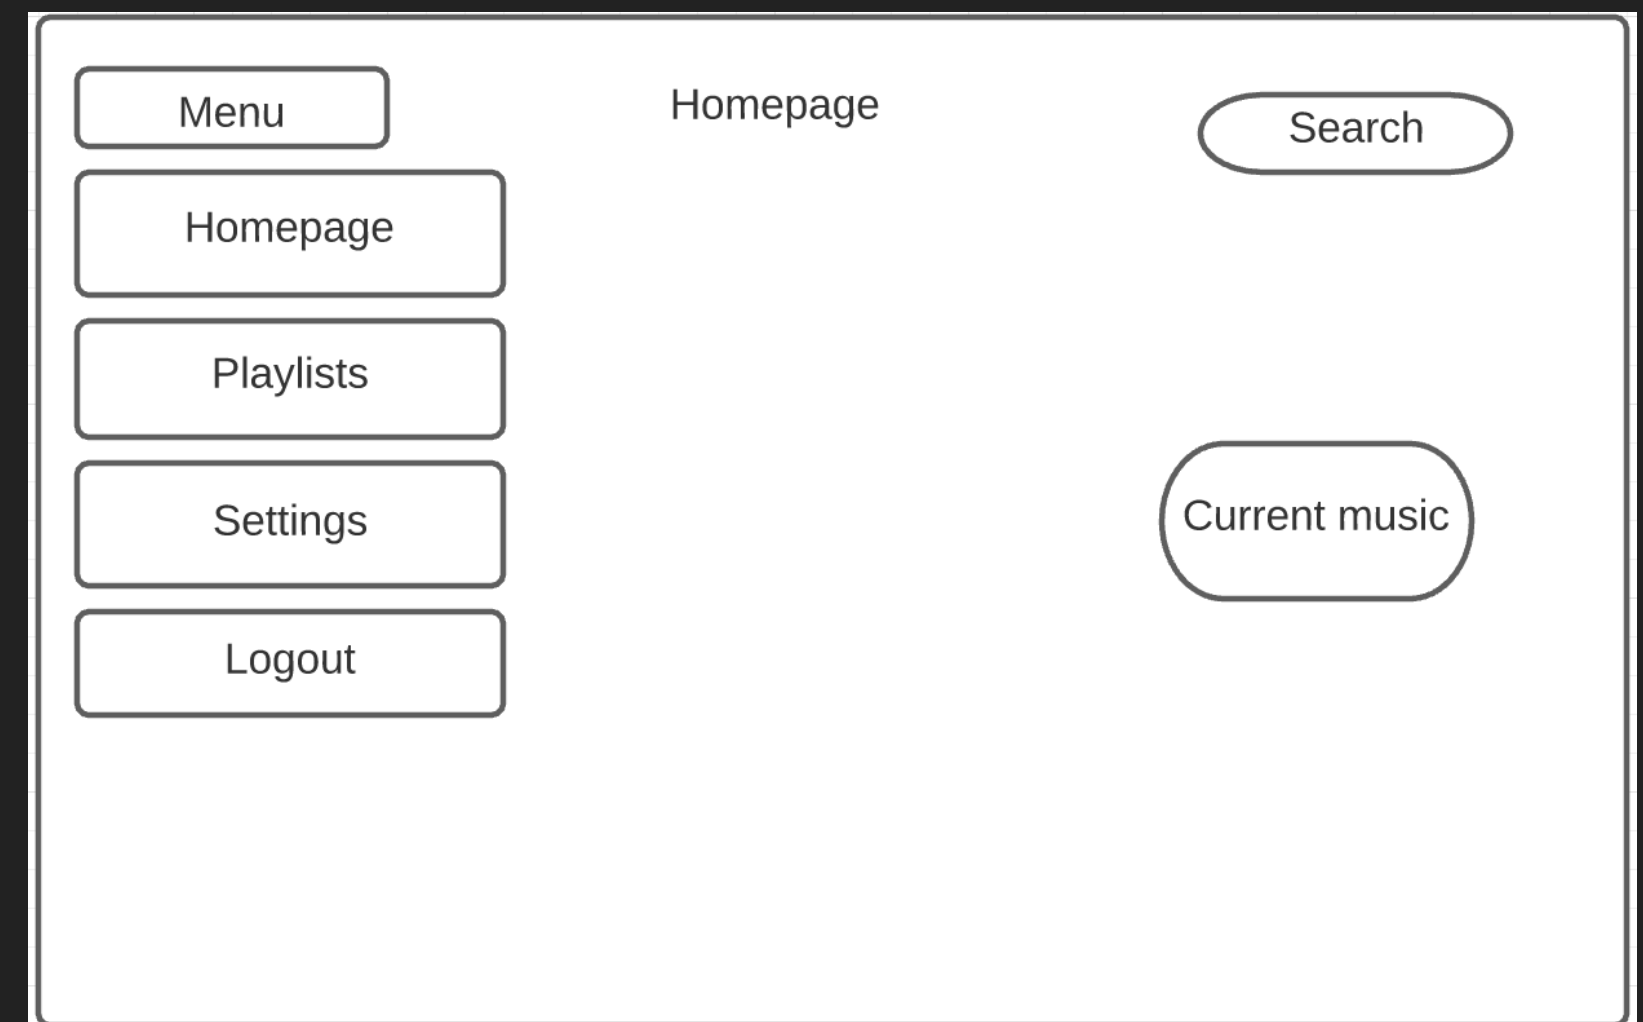 Menu
Homepage
Search
Homepage
Playlists
Settings
Current music
Logout